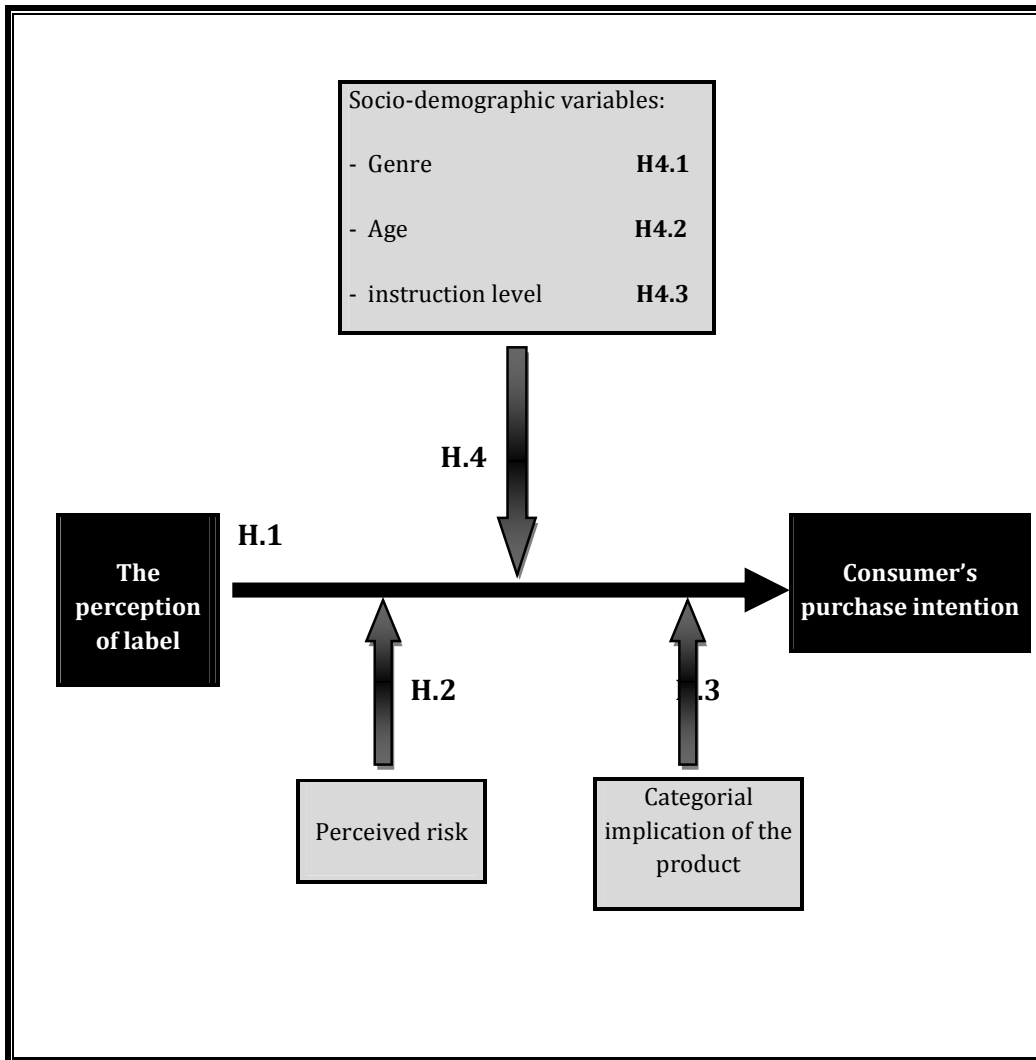 Socio-demographic variables:
- Genre H4.1
- Age H4.2
- instruction level H4.3
H.4
H.1
The
perception
of label
Consumer's
purchase intention
H.2
.3
Perceived risk
Categorial
implication of the
product